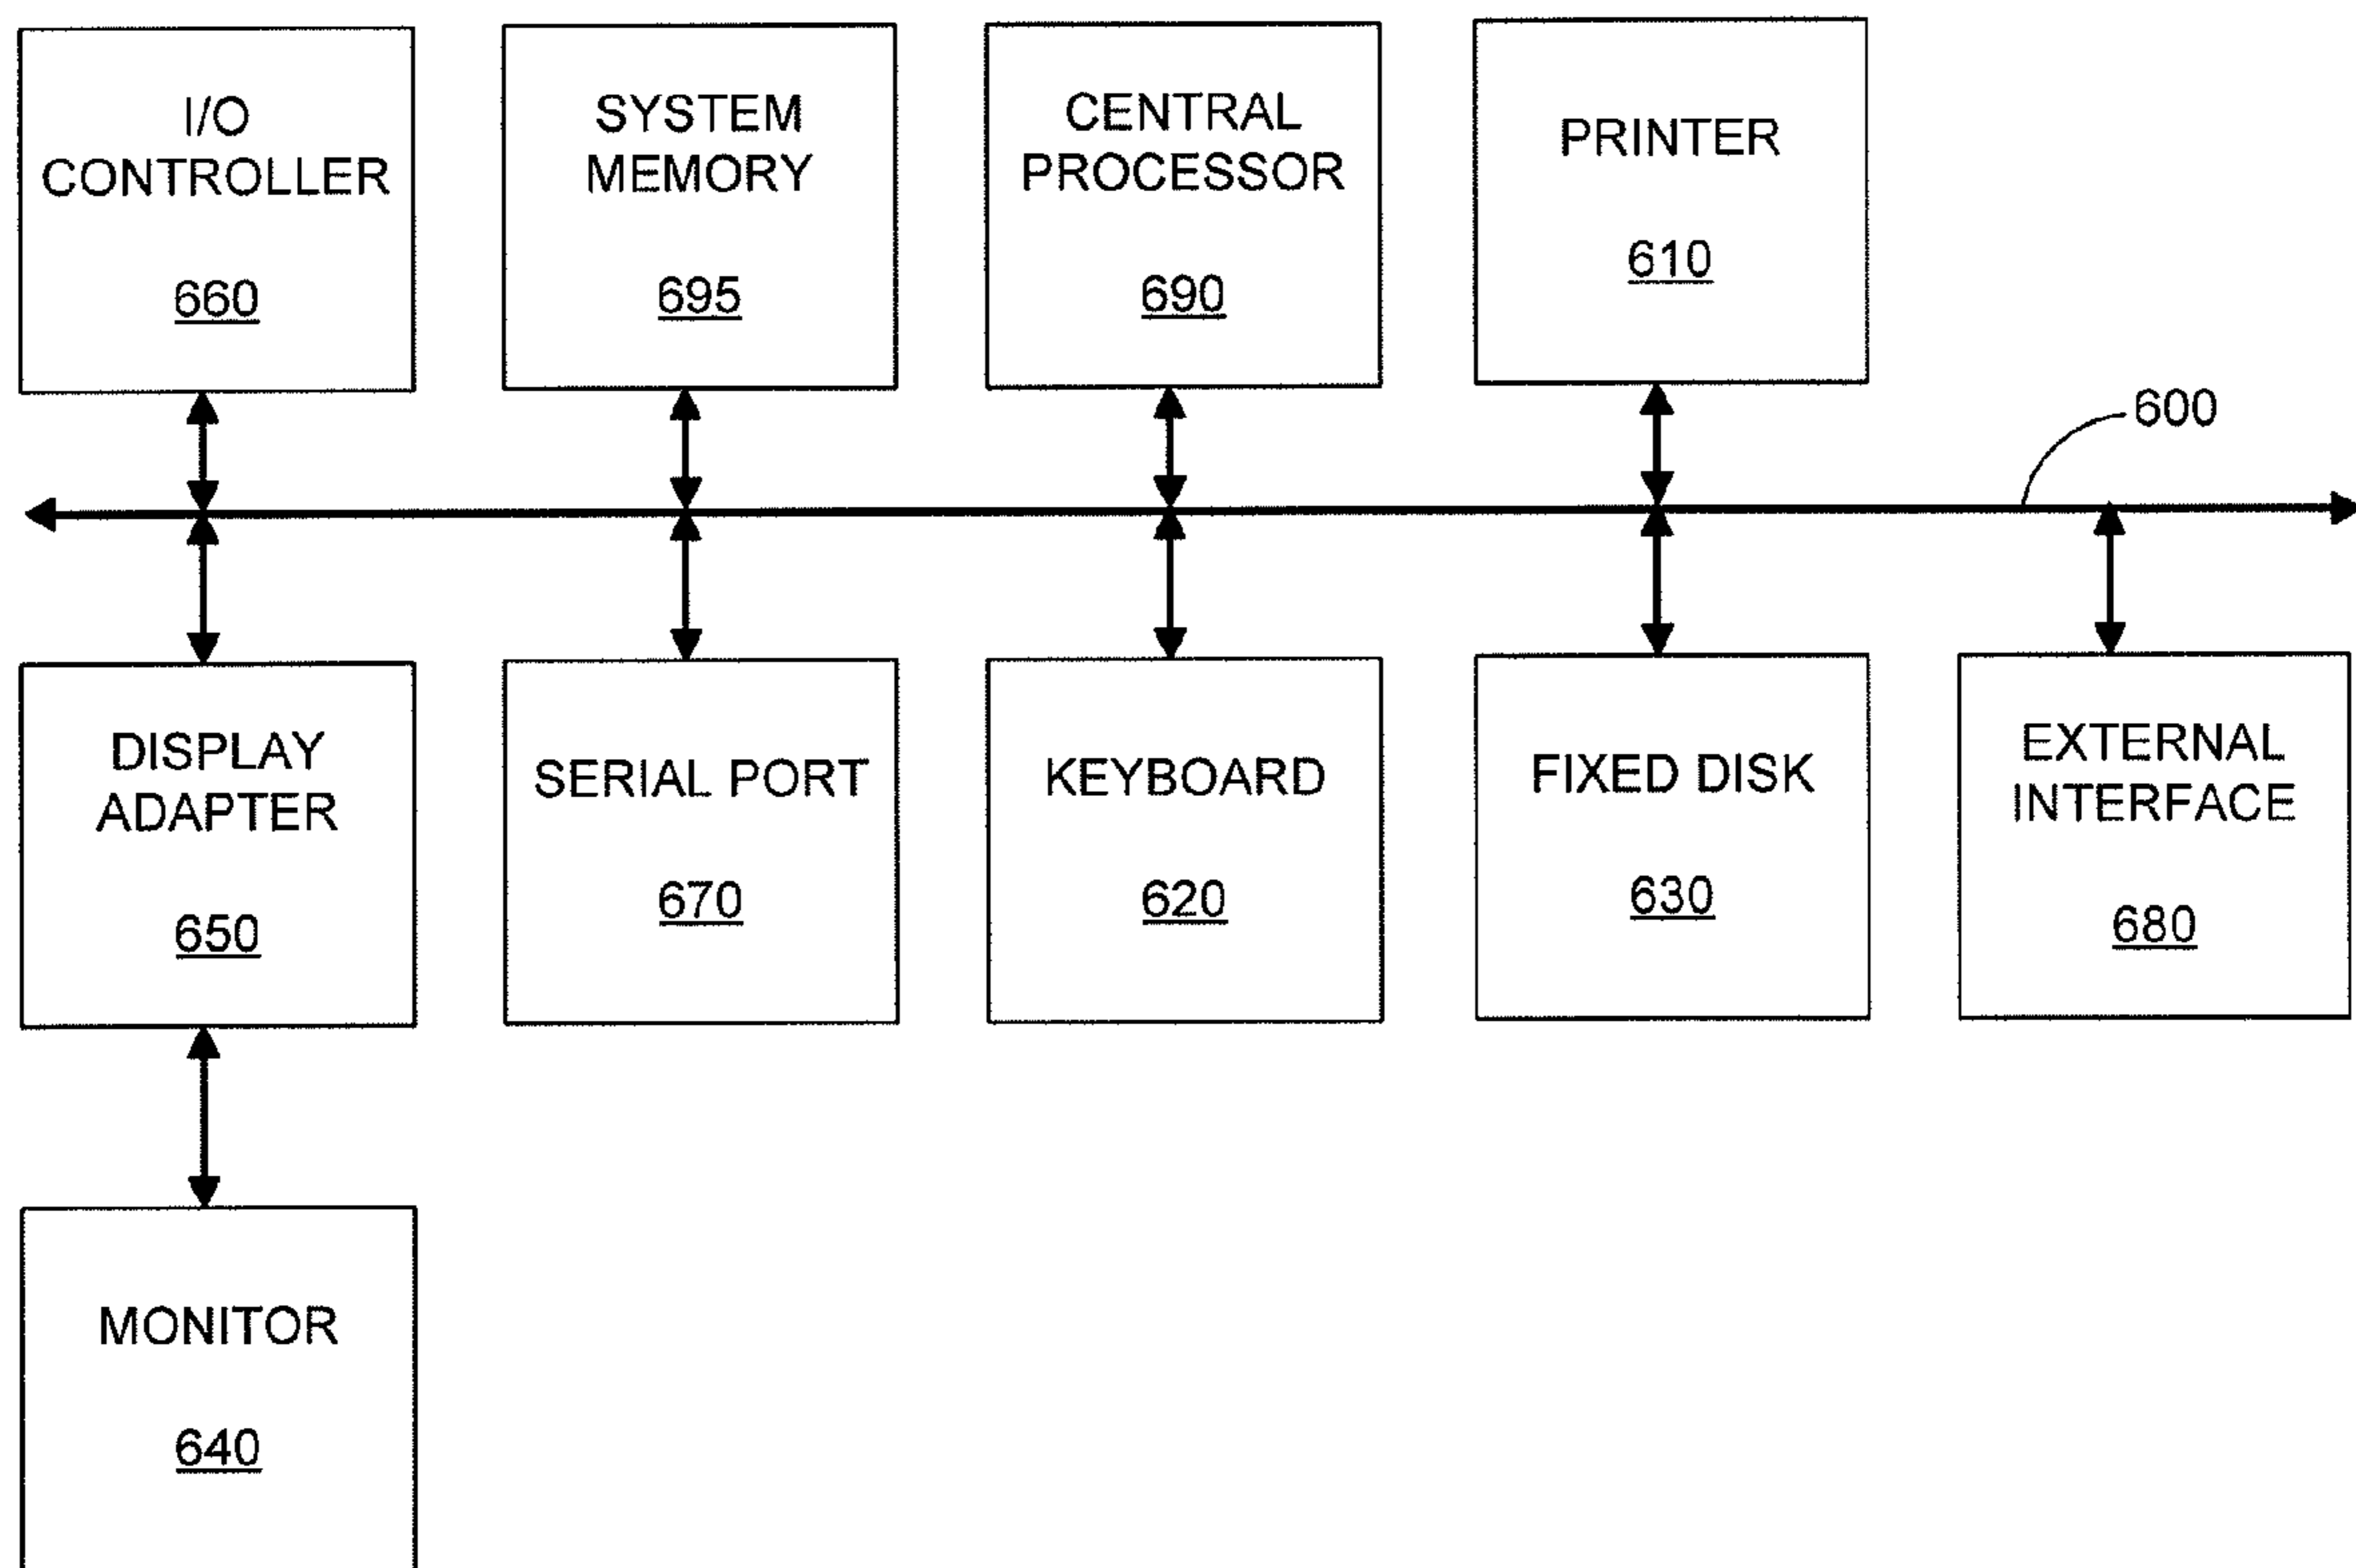 I/O
CONTROLLER
660
SYSTEM
MEMORY
695
CENTRAL
PROCESSOR
690
PRINTER
610
600
DISPLAY
ADAPTER
650
SERIAL PORT
670
KEYBOARD
620
FIXED DISK
630
EXTERNAL
INTERFACE
680
MONITOR
640